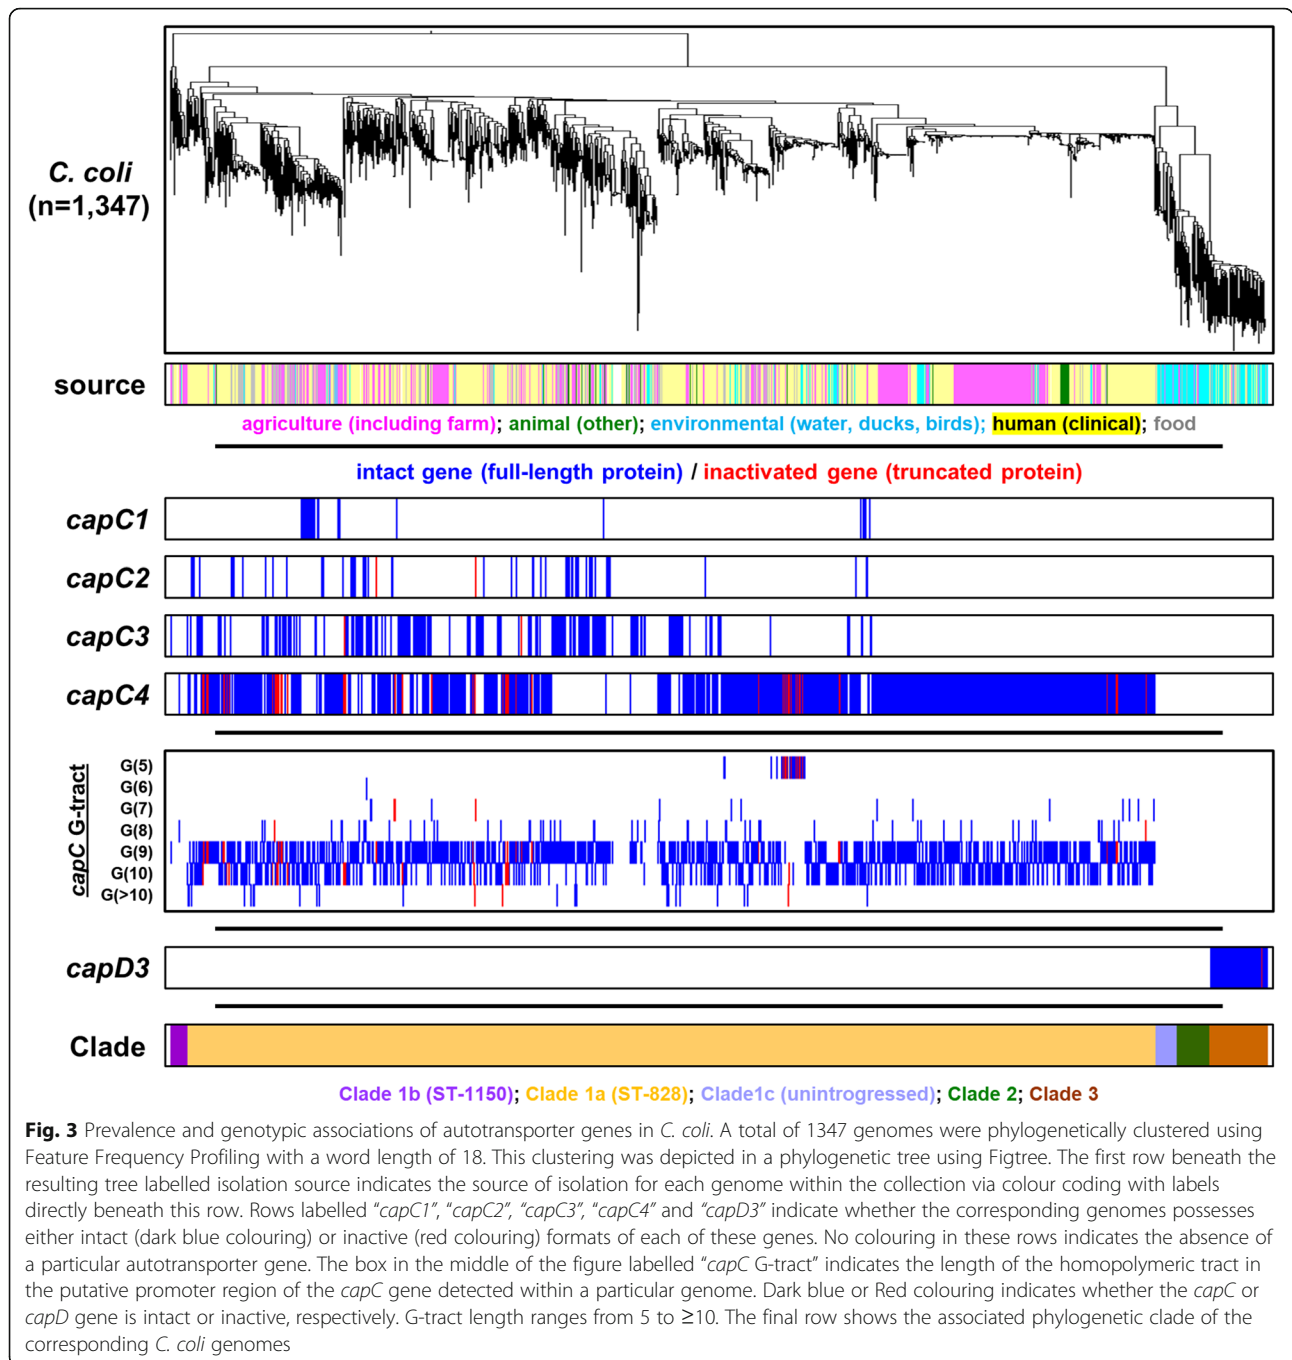 C. coli
(n=1,347)
source
agriculture (including farm); animal (other); environmental (water, ducks, birds); human (clinical); food
intact gene (full-length protein) / inactivated gene (truncated protein)
capC1
capC2
capC3
capC4
capC G-tract
G(5)
G(6)
G(7)
G(8)
G(9)
G(10)
G(>10)
capD3
Clade
Clade 1b (ST-1150); Clade 1a (ST-828); Clade1c (unintrogressed); Clade 2; Clade 3
Fig. 3 Prevalence and genotypic associations of autotransporter genes in C. coli. A total of 1347 genomes were phylogenetically clustered using
Feature Frequency Profiling with a word length of 18. This clustering was depicted in a phylogenetic tree using Figtree. The first row beneath the
resulting tree labelled isolation source indicates the source of isolation for each genome within the collection via colour coding with labels
directly beneath this row. Rows labelled “capC1”, “capC2”, “capC3”, “capC4” and “capD3” indicate whether the corresponding genomes possesses
either intact (dark blue colouring) or inactive (red colouring) formats of each of these genes. No colouring in these rows indicates the absence of
a particular autotransporter gene. The box in the middle of the figure labelled “capC G-tract” indicates the length of the homopolymeric tract in
the putative promoter region of the capC gene detected within a particular genome. Dark blue or Red colouring indicates whether the capC or
capD gene is intact or inactive, respectively. G-tract length ranges from 5 to ≥10. The final row shows the associated phylogenetic clade of the
corresponding C. coli genomes